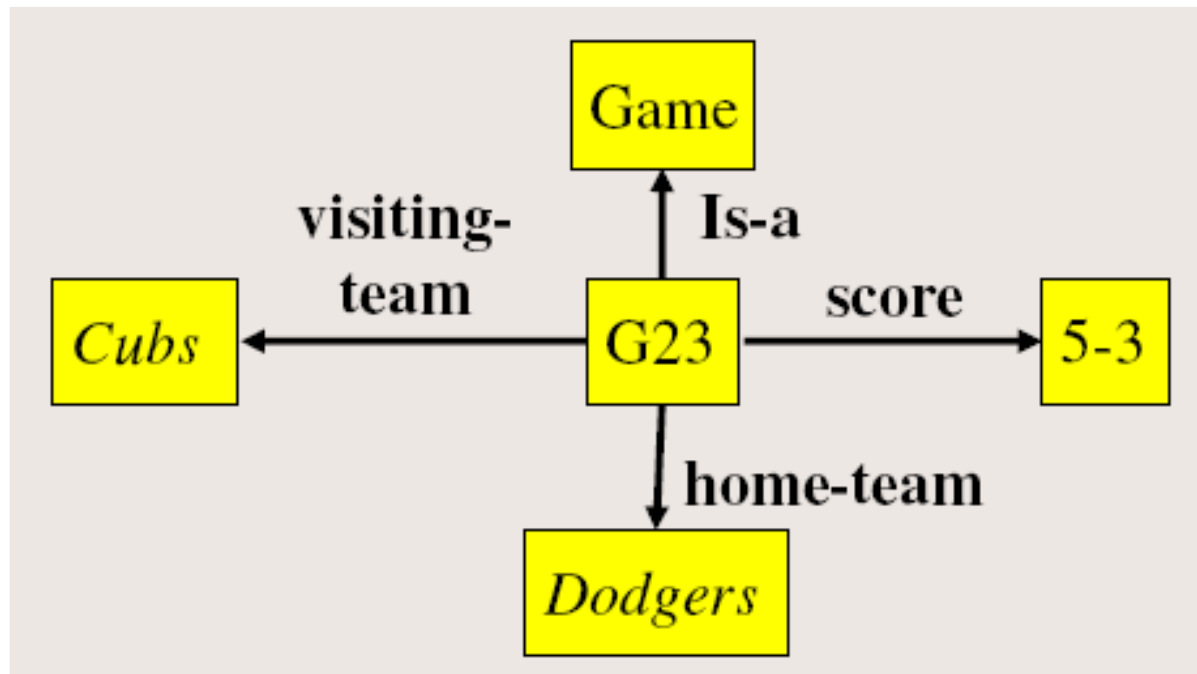 Game
visiting-
team
Is-a
score
Cubs
G23
5-3
home-team
Dodgers